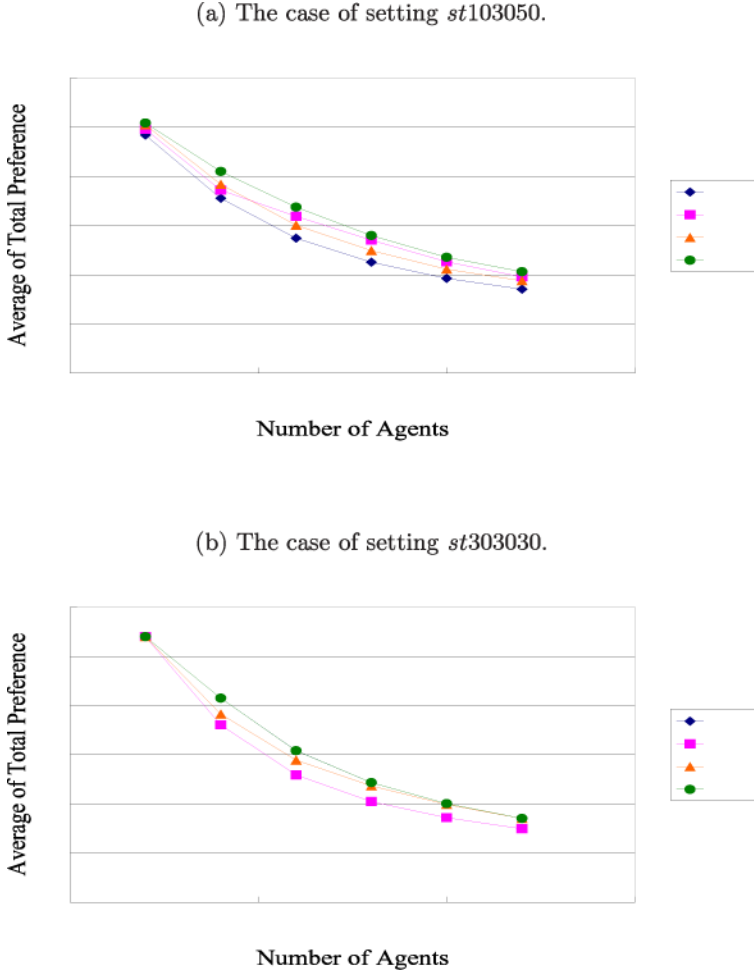 (a) The case of setting st103050.
Average of Total Preference
Number of Agents
(b) The case of setting st303030.
Average of Total Preference
Number of Agents